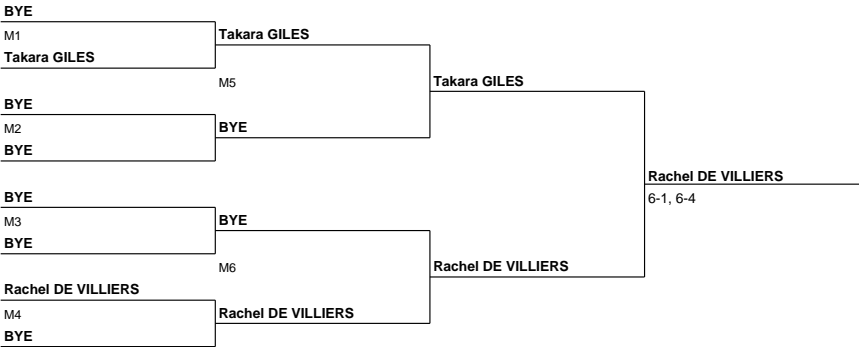 BYE
M1
Takara GILES
Takara GILES
M5
Takara GILES
BYE
M2
BYE
BYE
Rachel DE VILLIERS
6-1, 6-4
BYE
M3
BYE
BYE
M6
Rachel DE VILLIERS
Rachel DE VILLIERS
M4
Rachel DE VILLIERS
BYE